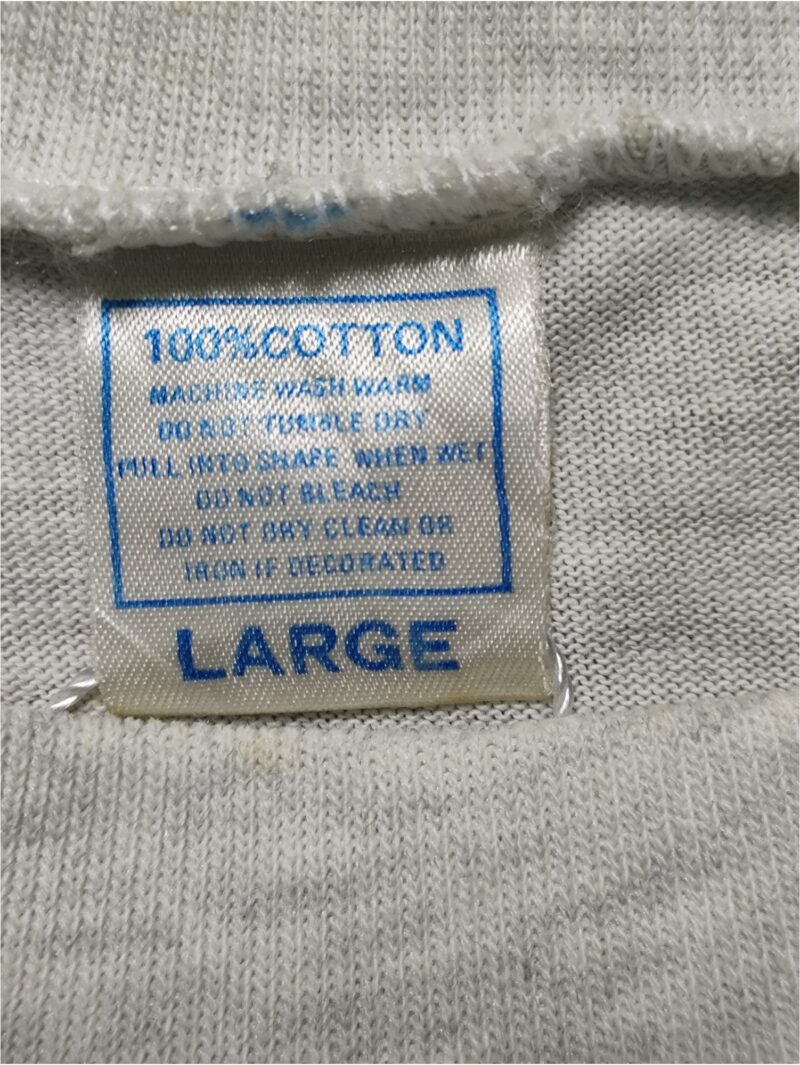 100%COTTON
MACHINE WASH WARM
DO NOT TUMBLE DRY
PULL INTO SHAPE WHEN WET
DO NOT BLEACH
DO NOT DRY CLEAN OR
IRON IF DECORATED
LARGE